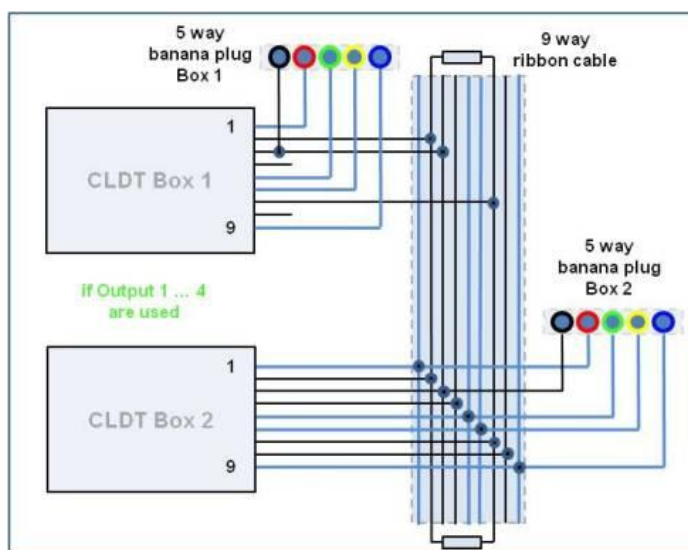 5 way
banana plug
Box 1
9 way
ribbon cable
1
CLDT Box 1
9
5 way
banana plug
Box 2
if Output 1 ... 4
are used
1
CLDT Box 2
9